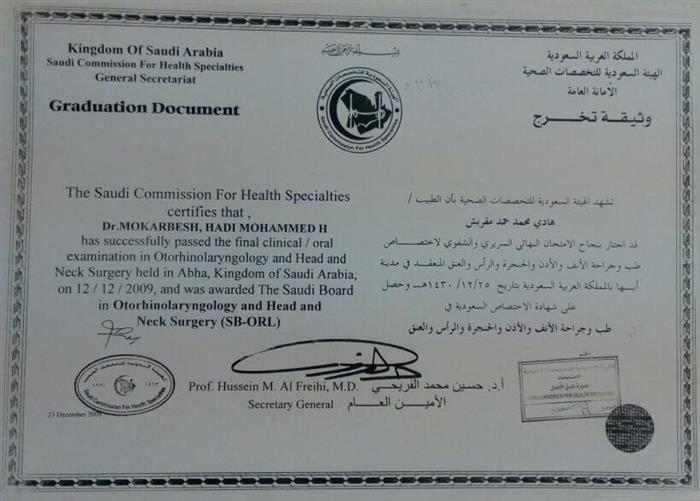 Kingdom Of Saudi Arabia
Saudi Commission For Health Specialties
General Secretariat
Graduation Document
المملكة العربية السعودية
الهيئة السعودية للتخصصات الصحية
الأمانة العامة
وثيقة تخرج
Saudi Commission For Health Specialties
The Saudi Commission For Health Specialties
certifies that ,
Dr.MOKARBESH, HADI MOHAMMED H
has successfully passed the final clinical / oral
examination in Otorhinolaryngology and Head and
Neck Surgery held in Abha, Kingdom of Saudi Arabia,
on 12 / 12 / 2009, and was awarded The Saudi Board
in Otorhinolaryngology and Head and
Neck Surgery (SB-ORL)
تشهد الهيئة السعودية للتخصصات الصحية بأن الطبيب /
هادي محمد حمد مقربش
قد اجتاز بنجاح الامتحان النهائي السريري والشفوي لاختصاص
طب وجراحة الأنف والأذن والحنجرة والرأس والعنق المنعقد في مدينة
أبها بالمملكة العربية السعودية بتاريخ ١٤٣٠/١٢/٢٥هـ وحصل
على شهادة الاختصاص السعودية في
طب وجراحة الأنف والأذن والحنجرة والرأس والعنق
Prof. Hussein M. Al Freihi, M.D.
Secretary General
أ.د. حسين محمد الفريحي
الأمين العام
Saudi Commission For Health Specialties
23 December 2009
الختم